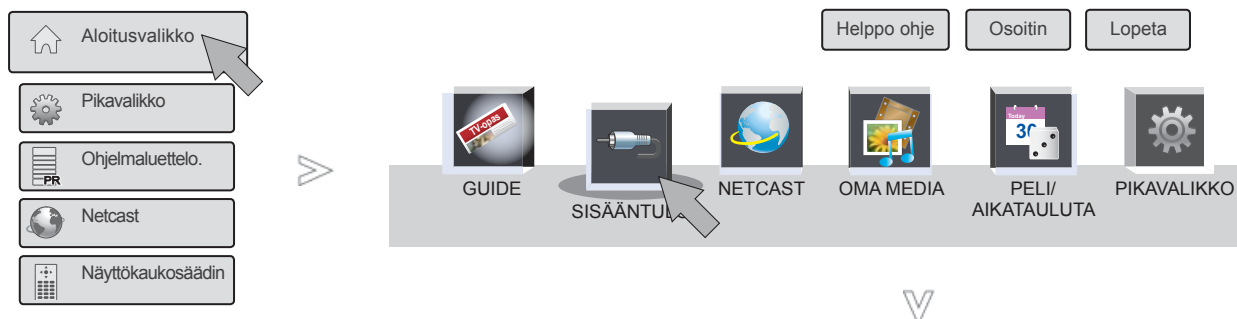 Aloitusvalikko
Pikavalikko
Ohjelmaluettelo.
PR
Netcast
Näyttökaukosäädin
Helppo ohje
Osoitin
Lopeta
TV-opas
Today
30
GUIDE
NETCAST
OMA MEDIA
PELI/
AIKATAULUTA
PIKAVALIKKO